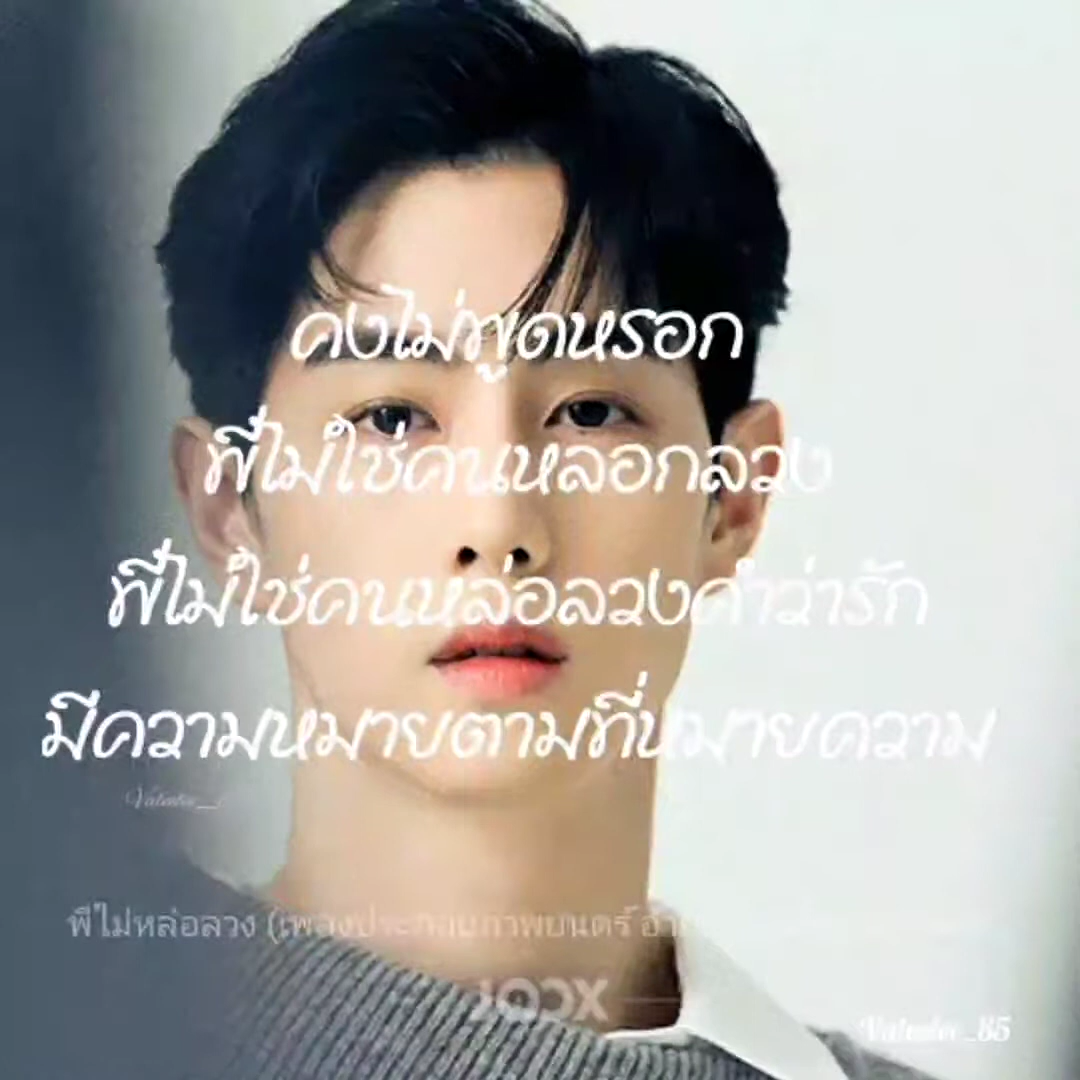 คงไม่พูดหรอก
พี่ไม่ใช่คนหลอกลวง
พี่ไม่ใช่คนหล่อลวงคำว่ารัก
มีความหมายตามที่หมายความ
พี่ไม่หล่อลวง (เพลงประกอบภาพยนตร์
JOOX